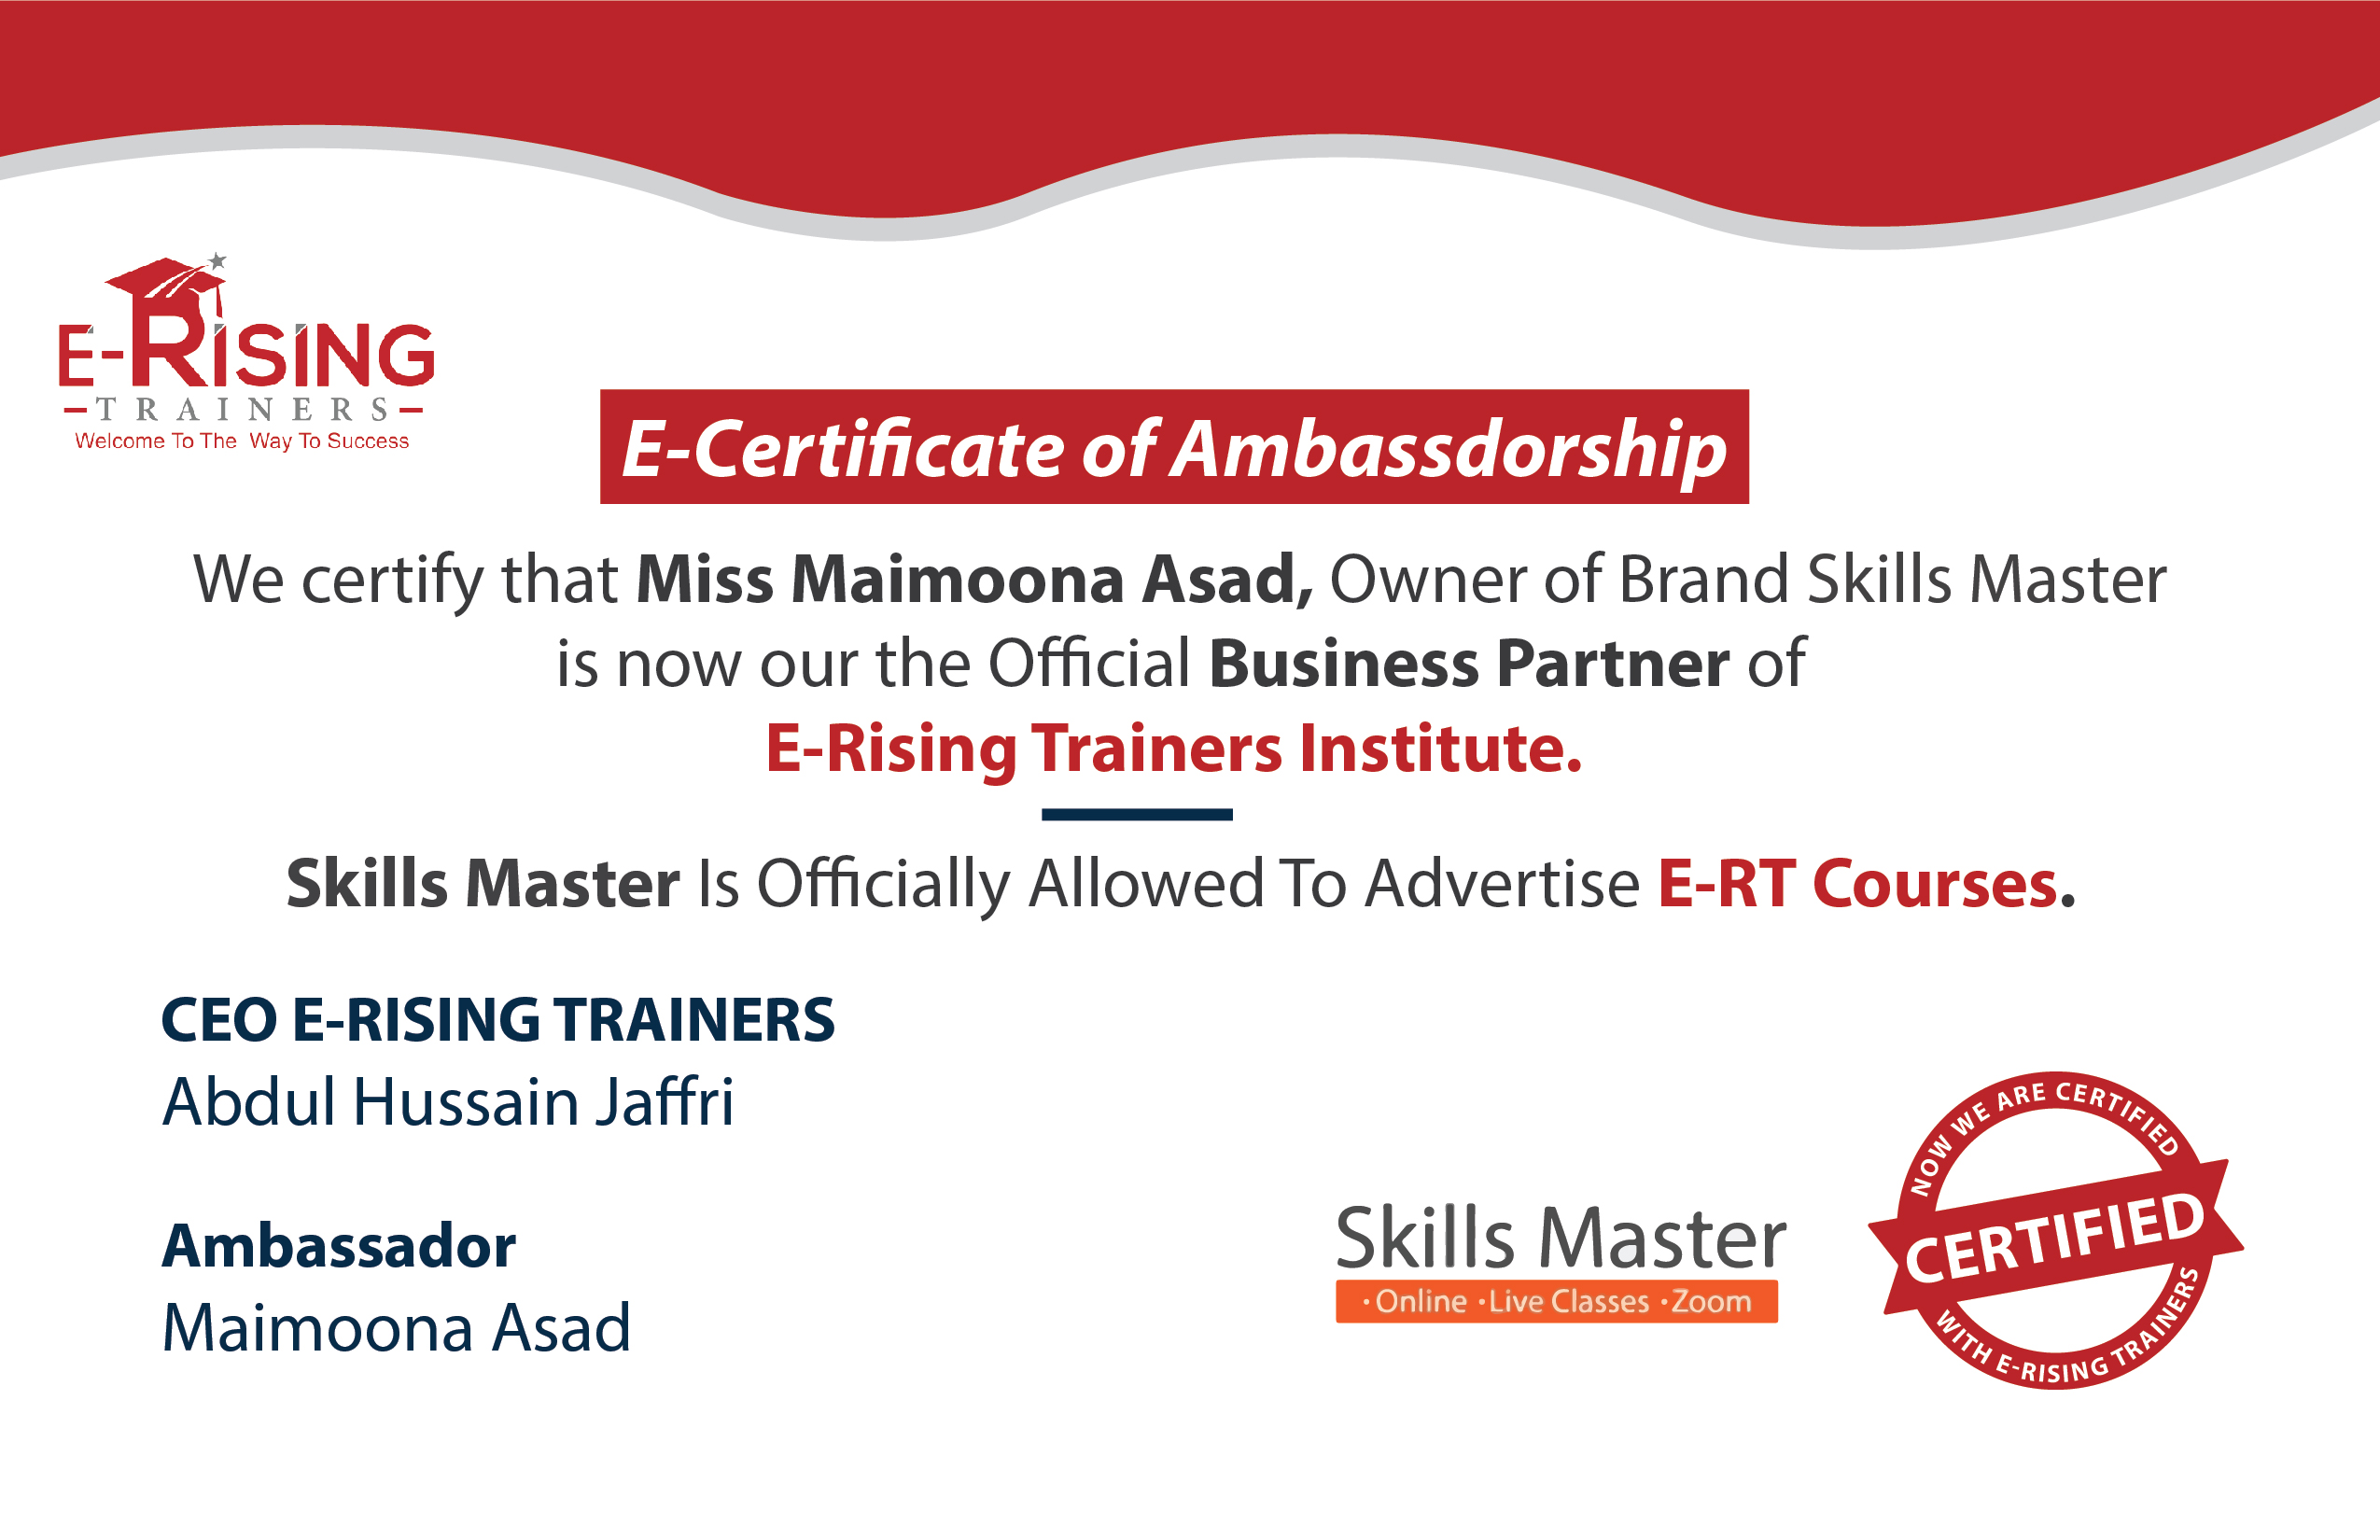 E-Rising
TRAINERS
Welcome To The Way To Success
E-Certificate of Ambassdorship
We certify that Miss Maimoona Asad, Owner of Brand Skills Master
is now our the Official Business Partner of
E-Rising Trainers Institute.
Skills Master Is Officially Allowed To Advertise E-RT Courses.
CEO E-RISING TRAINERS
Abdul Hussain Jaffri
Ambassador
Maimoona Asad
Skills Master
· Online · Live Classes · Zoom
NOW WE ARE CERTIFIED
CERTIFIED
WITH E-RISING TRAINERS